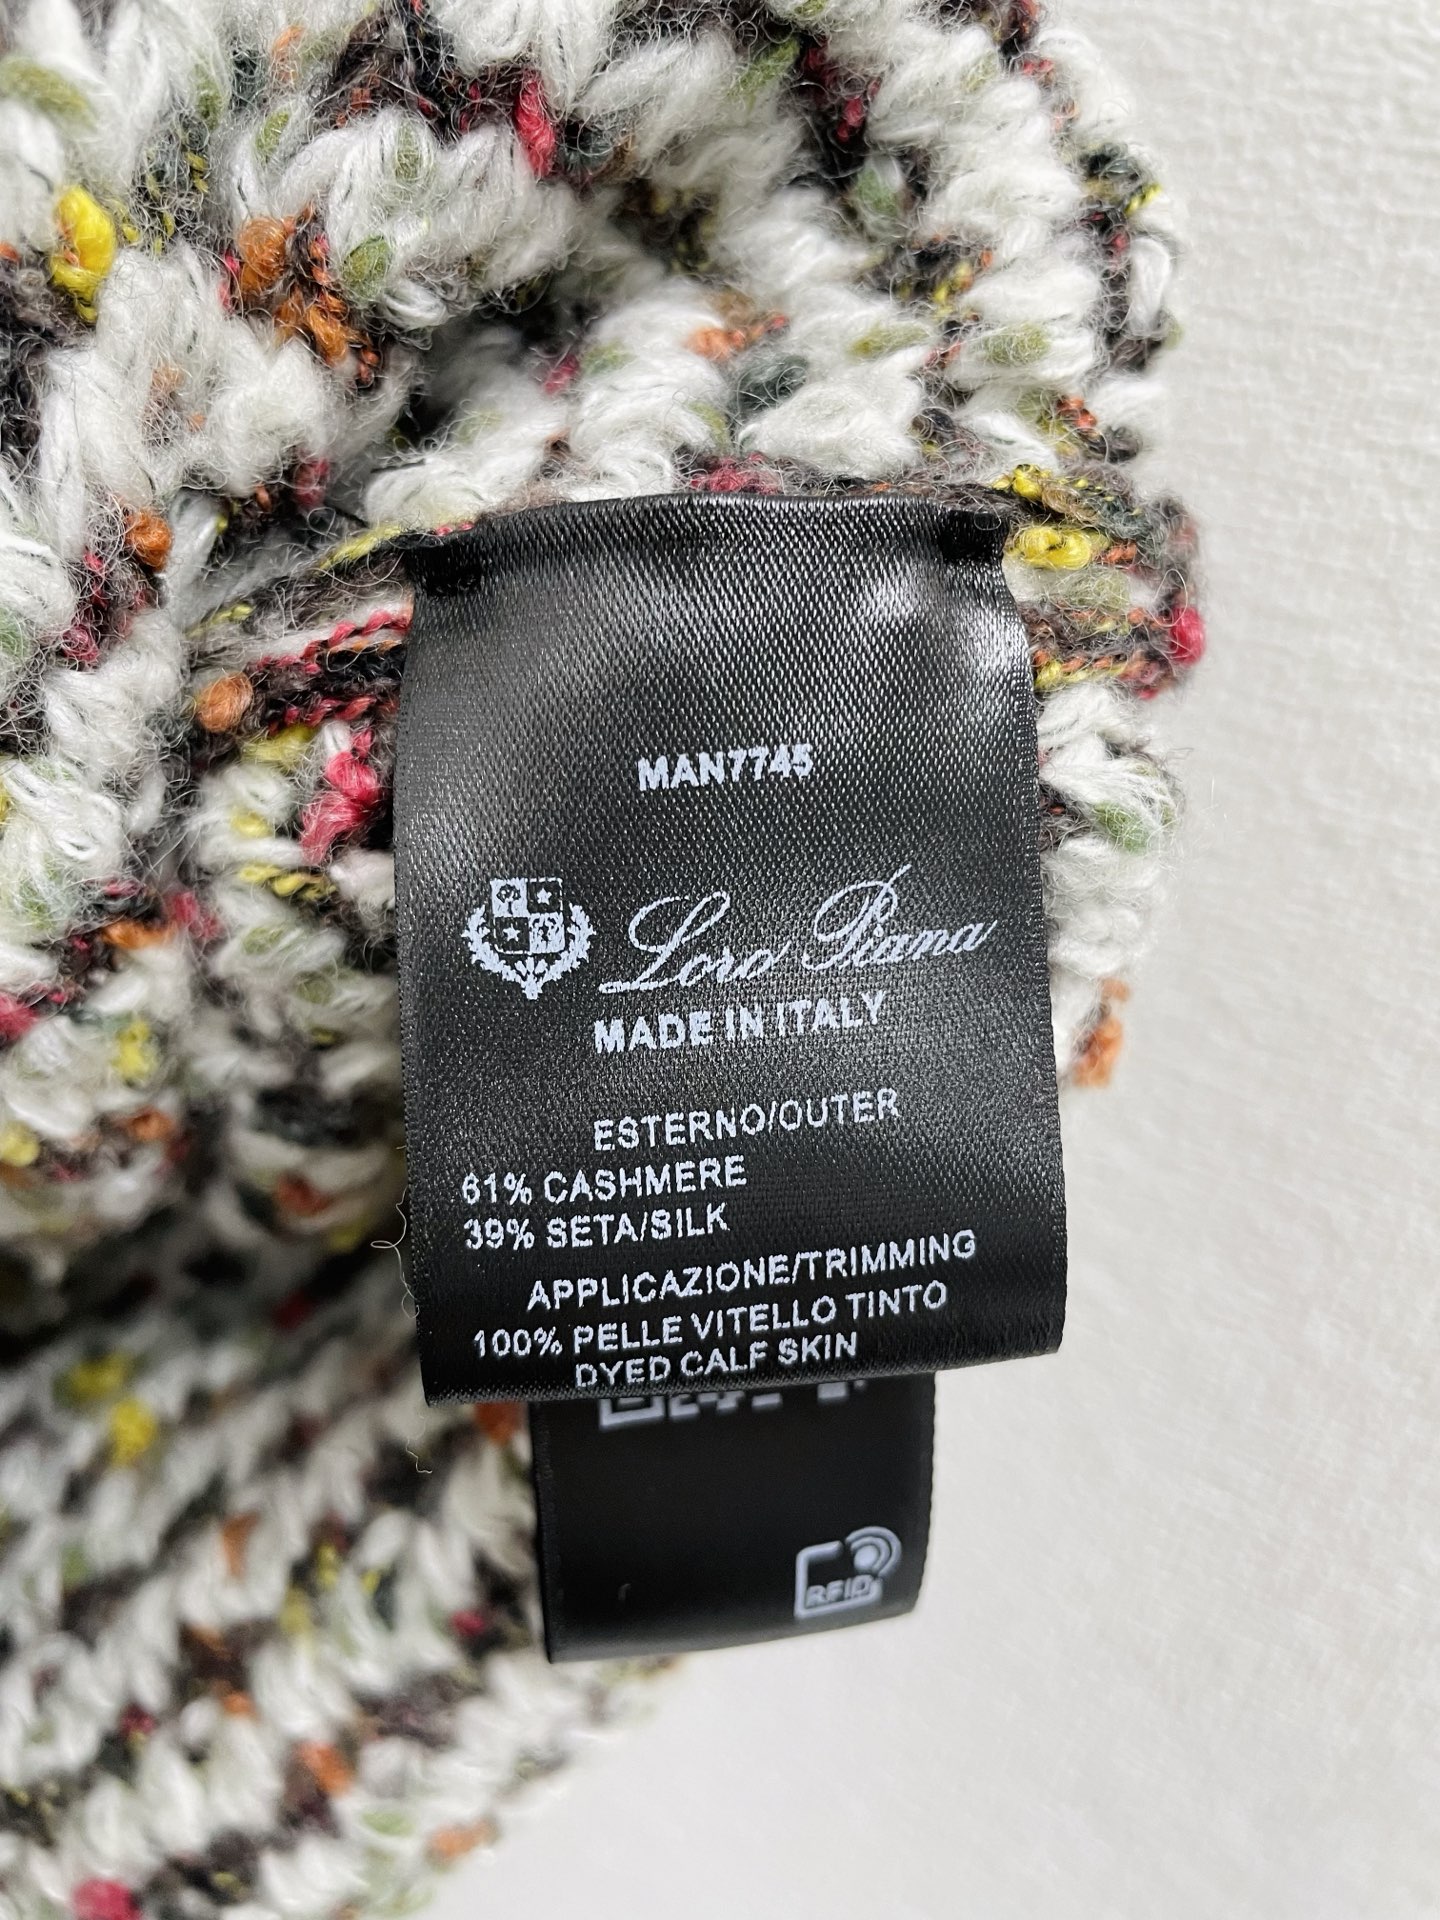 MAN7745
Loro Piana
MADE IN ITALY
ESTERNO/OUTER
61% CASHMERE
39% SETA/SILK
APPLICAZIONE/TRIMMING
100% PELLE VITELLO TINTO
DYED CALF SKIN
RFID